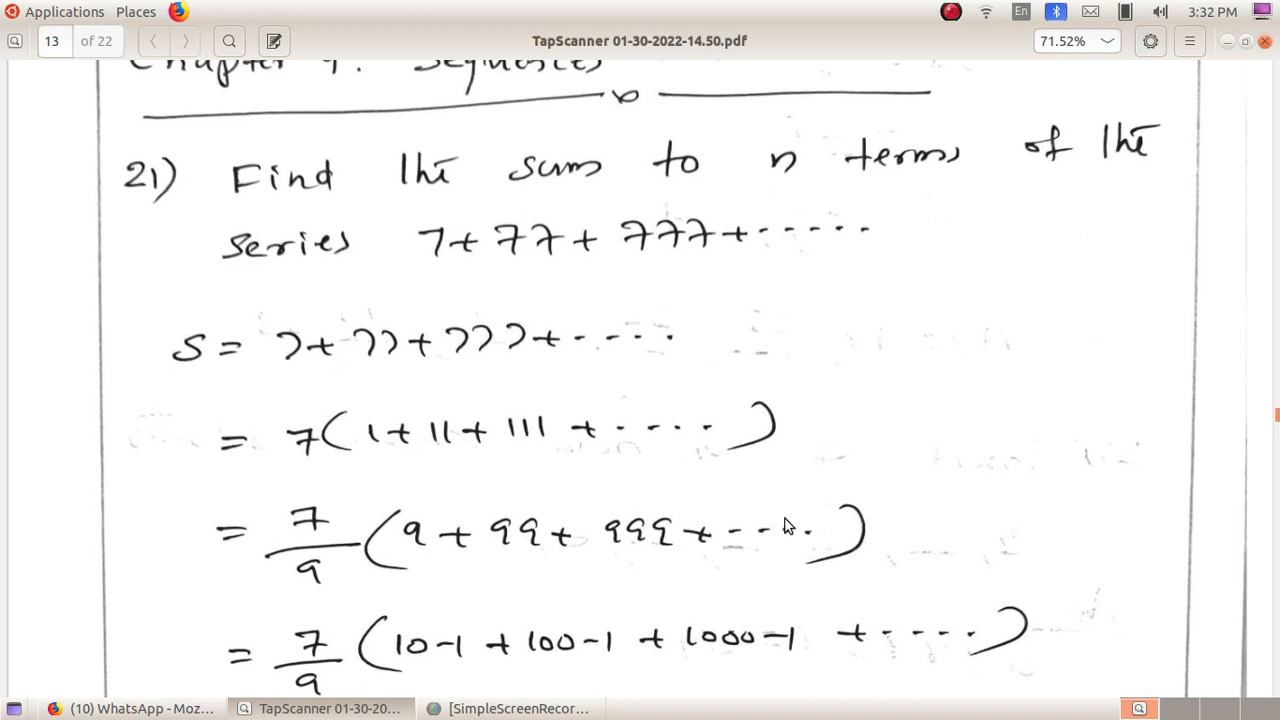 Applications Places En 3:32 PM
13 of 22 TapScanner 01-30-2022-14.50.pdf 71.52%
21) Find the sum to n terms of the
series 7+ 77+ 777+.....
S = 7+ 77+ 777+.....
= 7(1+11+111+.....)
= 7/9 (9+99+999+....)
= 7/9 (10-1+100-1+1000-1+.....)
(10) WhatsApp - Moz... TapScanner 01-30-20... [SimpleScreenRecor...